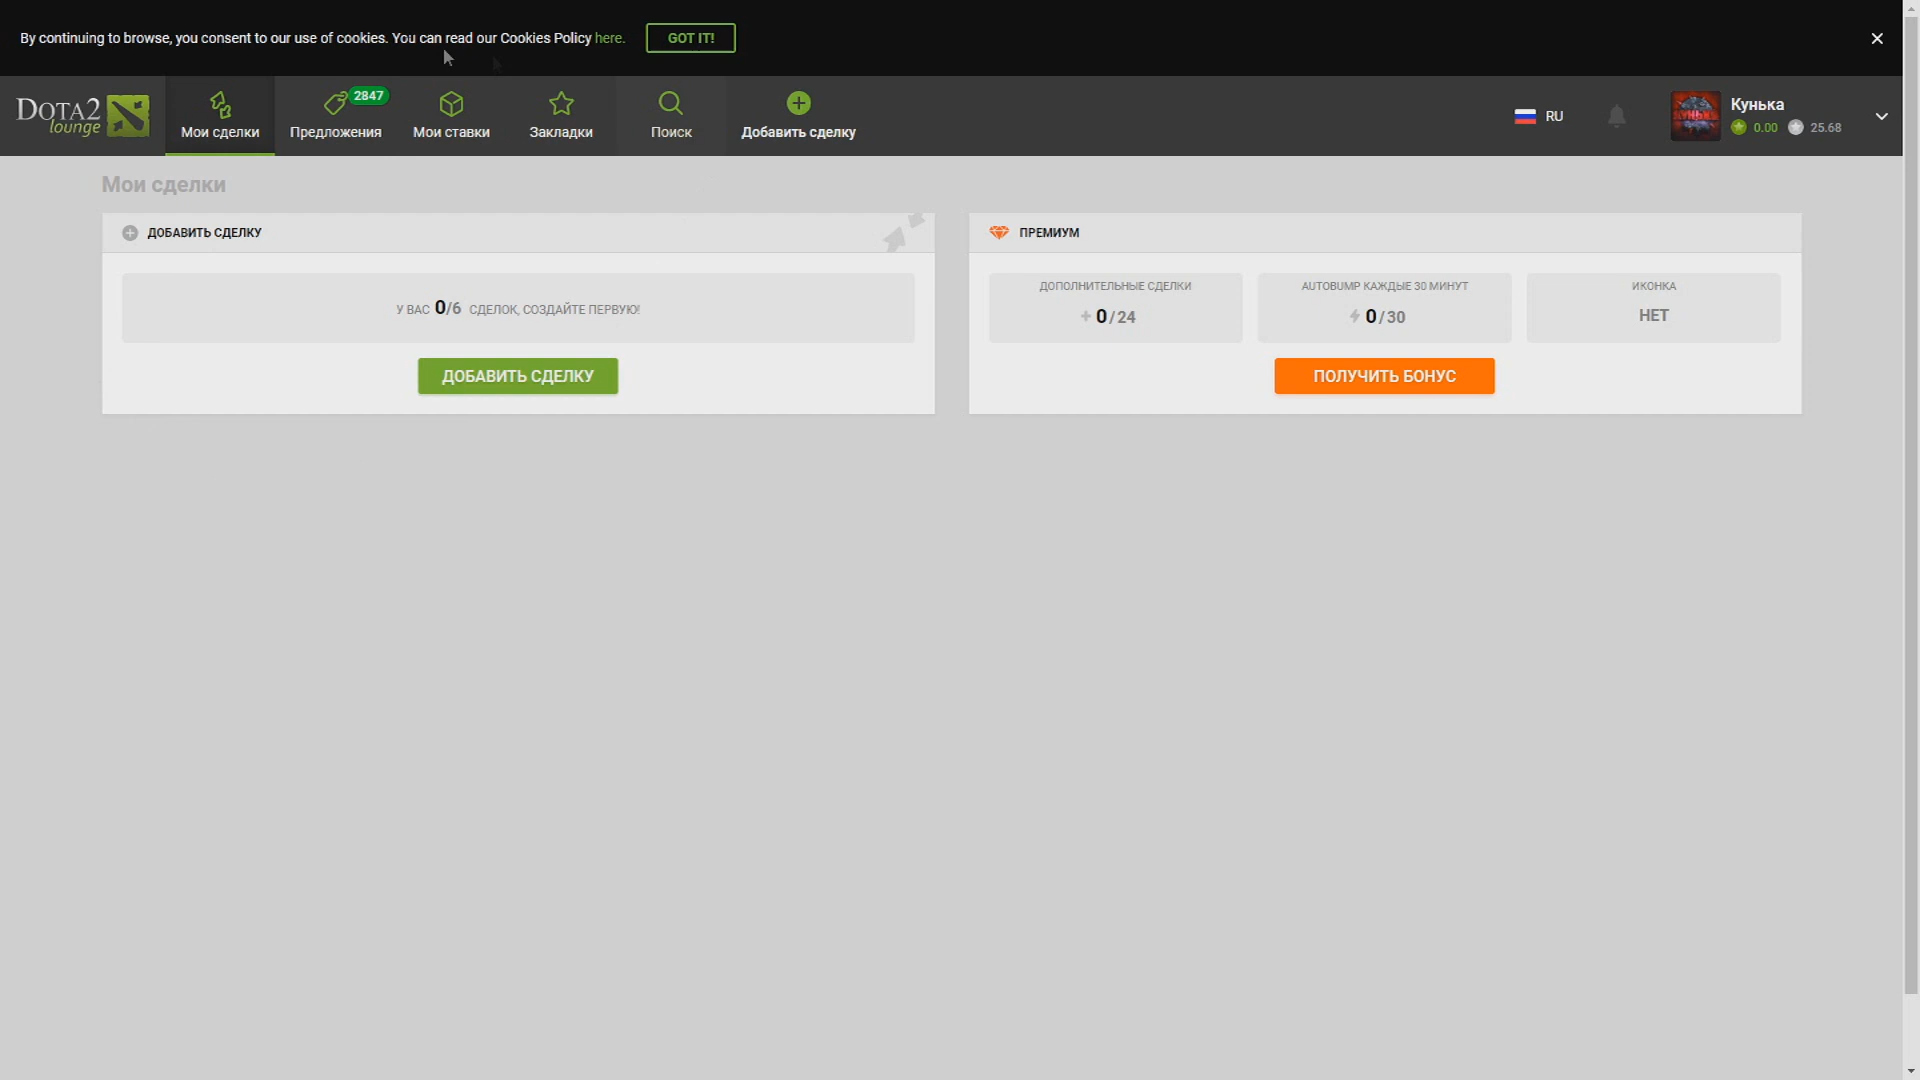 By continuing to browse, you consent to our use of cookies. You can read our Cookies Policy here.
GOT IT!
DOTA2 lounge
Мои сделки
Предложения
2847
Мои ставки
Закладки
Поиск
Добавить сделку
RU
Кунька
0.00
25.68
Мои сделки
ДОБАВИТЬ СДЕЛКУ
У ВАС 0/6 СДЕЛОК, СОЗДАЙТЕ ПЕРВУЮ!
ДОБАВИТЬ СДЕЛКУ
ПРЕМИУМ
ДОПОЛНИТЕЛЬНЫЕ СДЕЛКИ
+ 0/24
AUTOBUMP КАЖДЫЕ 30 МИНУТ
0/30
ИКОНКА
НЕТ
ПОЛУЧИТЬ БОНУС